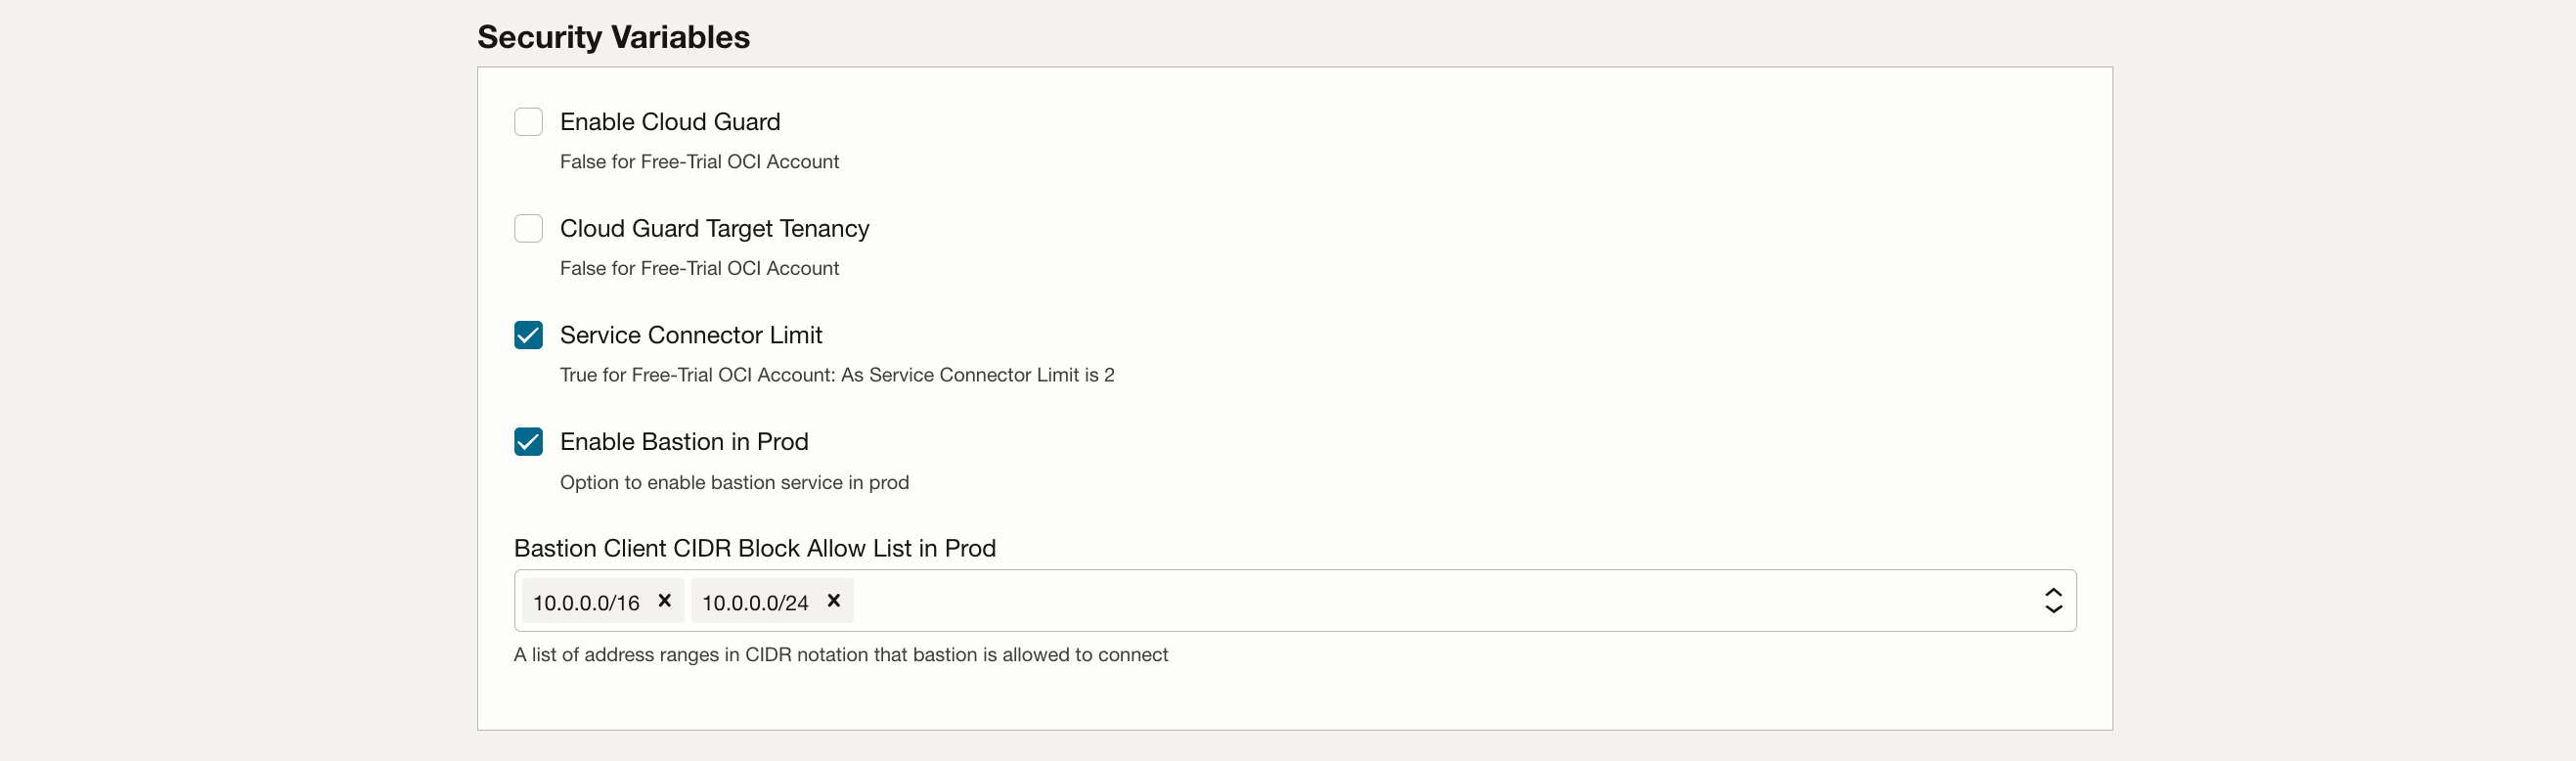 Security Variables
Enable Cloud Guard
False for Free-Trial OCI Account
Cloud Guard Target Tenancy
False for Free-Trial OCI Account
Service Connector Limit
True for Free-Trial OCI Account: As Service Connector Limit is 2
Enable Bastion in Prod
Option to enable bastion service in prod
Bastion Client CIDR Block Allow List in Prod
10.0.0.0/16 10.0.0.0/24
A list of address ranges in CIDR notation that bastion is allowed to connect